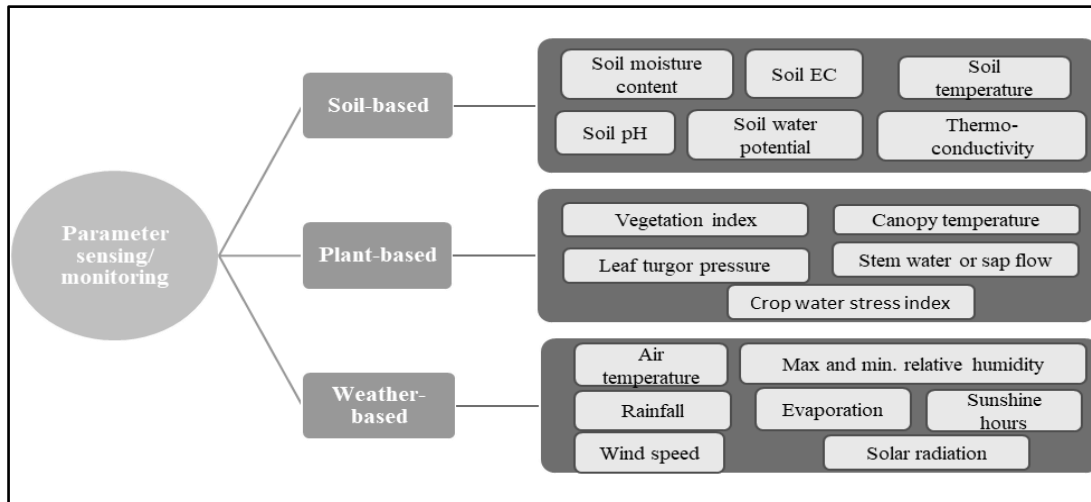 Parameter
sensing/
monitoring
Soil-based
Soil moisture
content
Soil EC
Soil
temperature
Soil pH
Soil water
potential
Thermo-
conductivity
Plant-based
Vegetation index
Canopy temperature
Leaf turgor pressure
Stem water or sap flow
Crop water stress index
Weather-
based
Air
temperature
Max and min. relative humidity
Rainfall
Evaporation
Sunshine
hours
Wind speed
Solar radiation